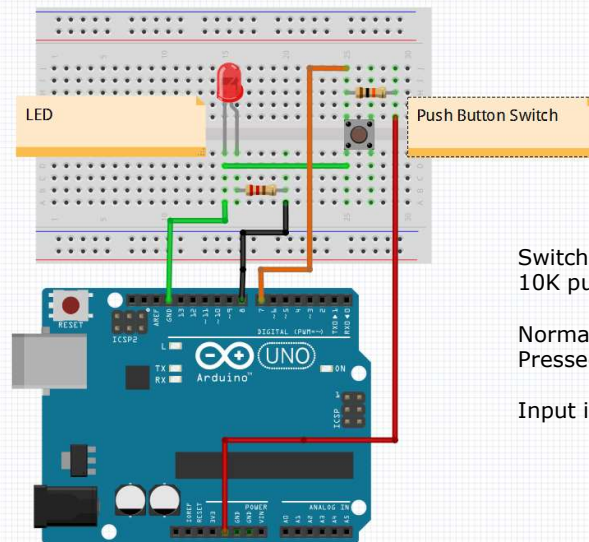 LED
Push Button Switch
Switch
10K pu
Norma
Presse
Input i
RESET
ICSP2
AREF
GND
13
12
~11
~10
~9
8
7
~6
~5
4
~3
2
TX▶1
RX◀0
DIGITAL (PWM=~)
L
TX
RX
UNO
Arduino™
ON
ICSP
1
IOREF
RESET
3V3
GND
GND
VIN
POWER
ANALOG IN
A0
A1
A2
A3
A4
A5